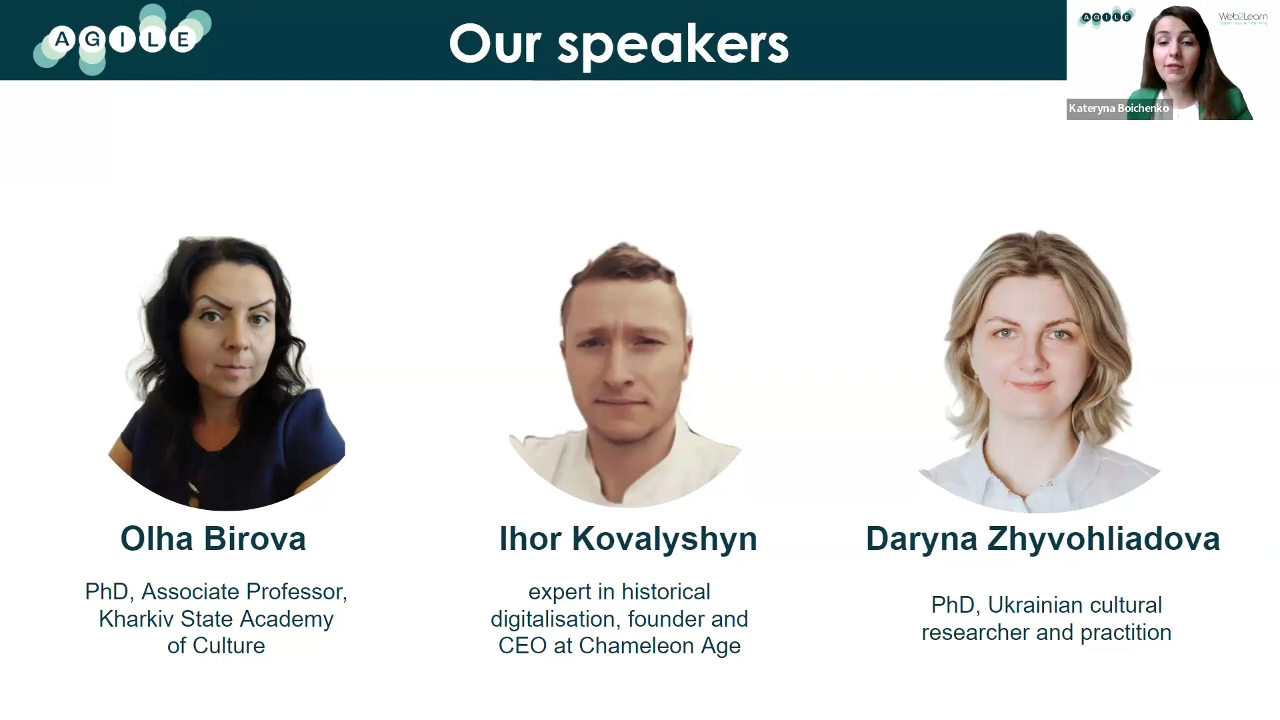 AGILE
Our speakers
AGILE
Web2Learn
Kateryna Boichenko
Olha Birova
Ihor Kovalyshyn
Daryna Zhyvohliadova
PhD, Associate Professor,
Kharkiv State Academy
of Culture
expert in historical
digitalisation, founder and
CEO at Chameleon Age
PhD, Ukrainian cultural
researcher and practition